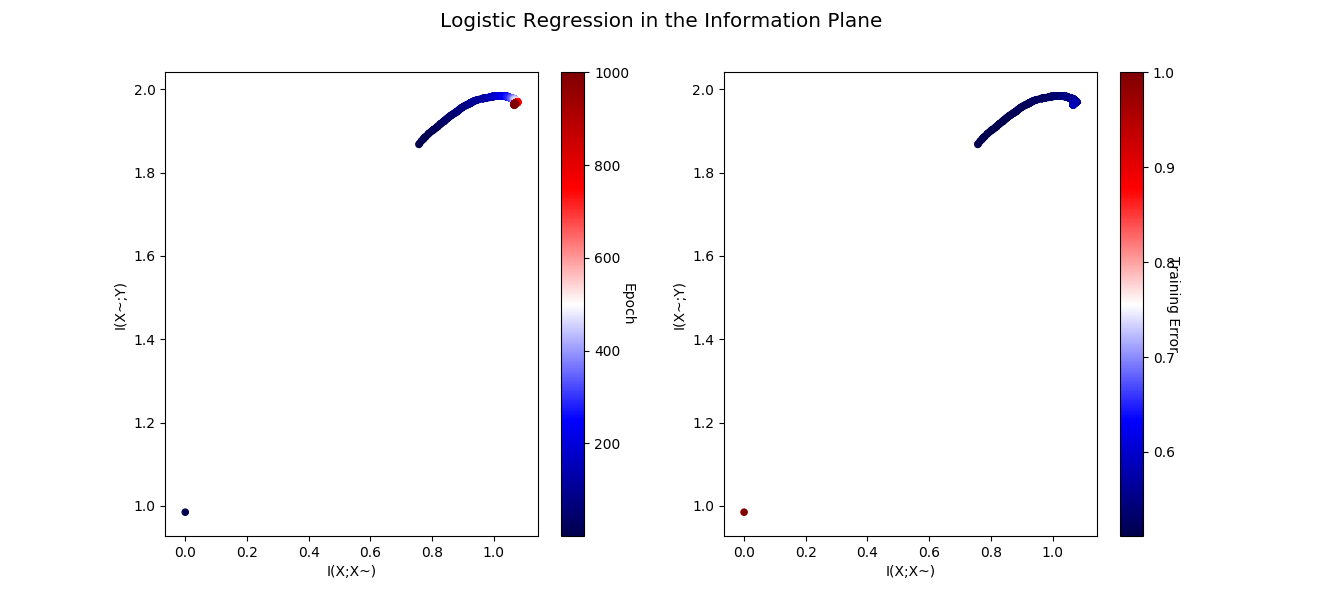 Logistic Regression in the Information Plane
2.0
1.8
1.6
1.4
1.2
1.0
I(X~;Y)
0.0 0.2 0.4 0.6 0.8 1.0
I(X;X~)
1000
800
600
400
200
Epoch
2.0
1.8
1.6
1.4
1.2
1.0
I(X~;Y)
0.0 0.2 0.4 0.6 0.8 1.0
I(X;X~)
1.0
0.9
0.8
0.7
0.6
Training Error